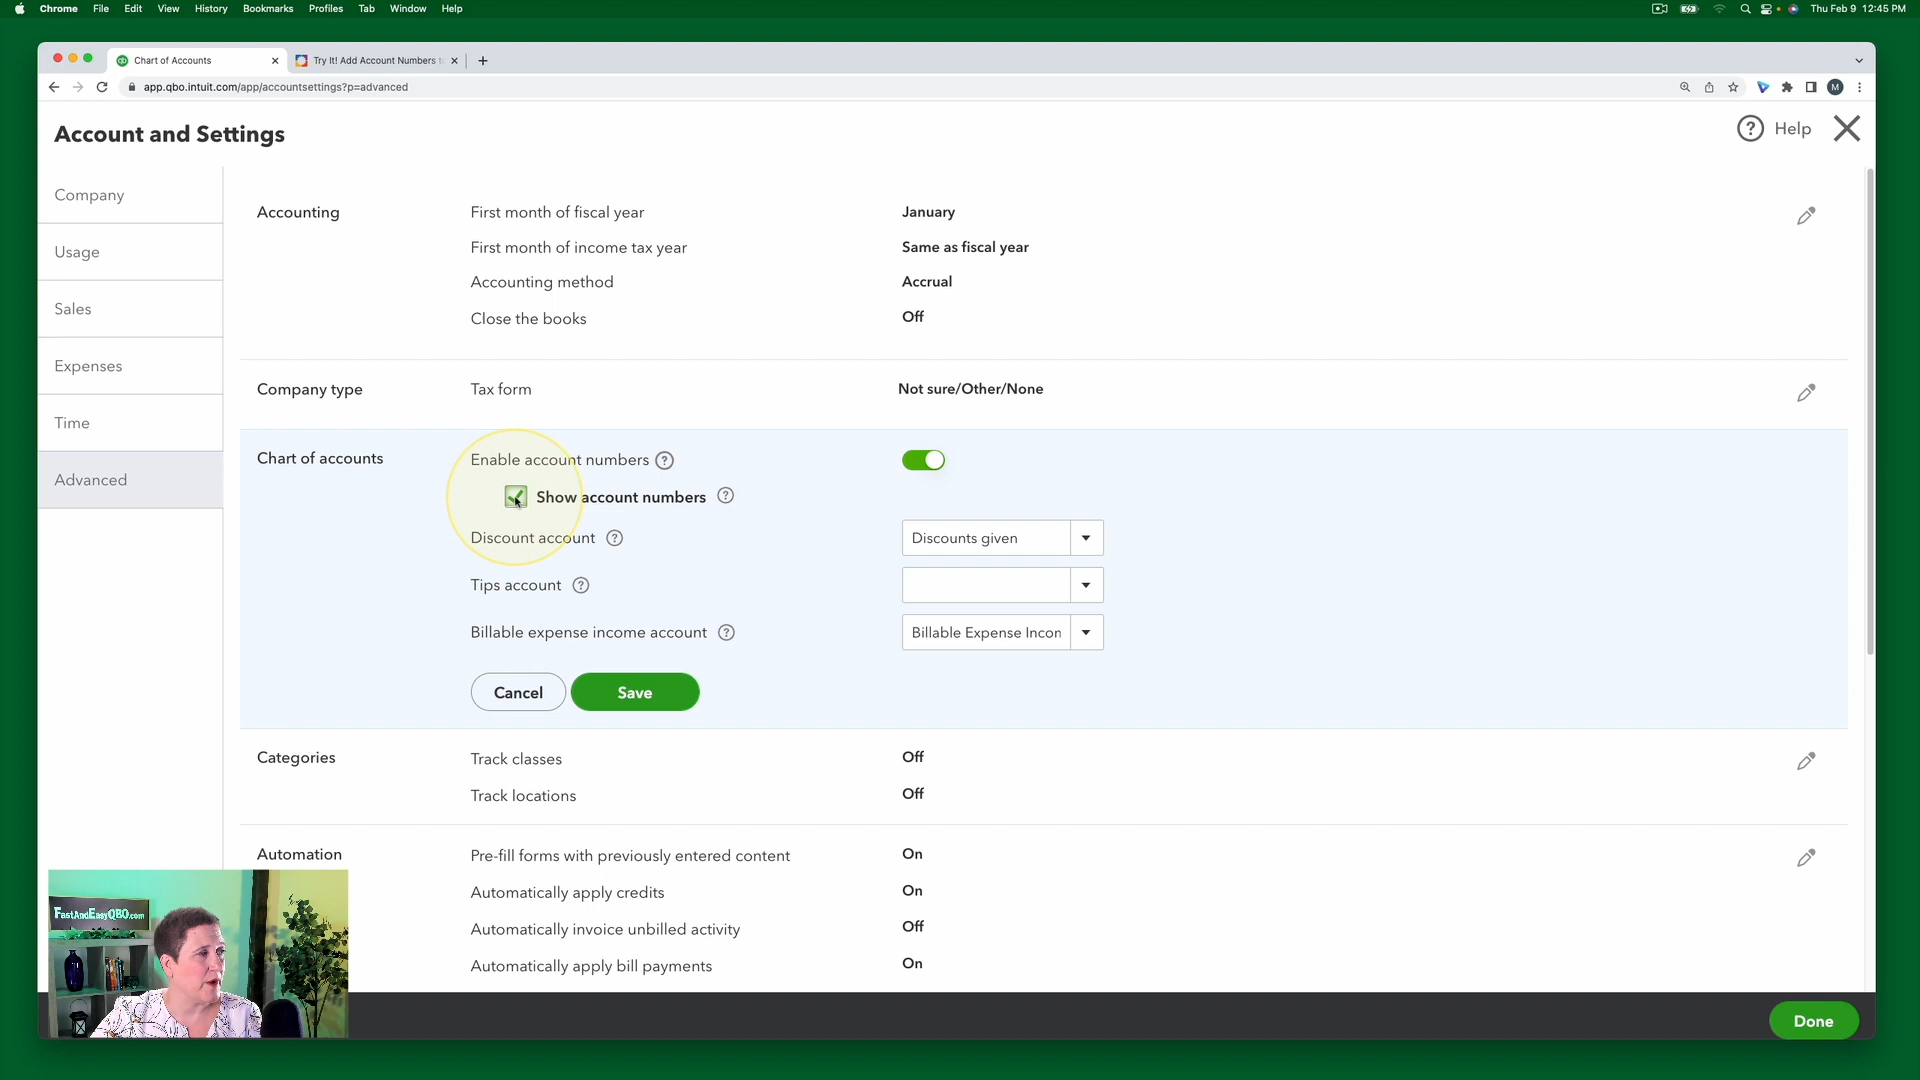 Chrome File Edit View History Bookmarks Profiles Tab Window Help Thu Feb 9 12:45 PM
Chart of Accounts Try It! Add Account Numbers
app.qbo.intuit.com/app/accountsettings?p=advanced M
Account and Settings
? Help
Company
Usage
Sales
Expenses
Time
Advanced
Accounting
First month of fiscal year January
First month of income tax year Same as fiscal year
Accounting method Accrual
Close the books Off
Company type Tax form Not sure/Other/None
Chart of accounts
Enable account numbers ?
Show account numbers ?
Discount account ? Discounts given
Tips account ?
Billable expense income account ? Billable Expense Incon
Cancel Save
Categories Track classes Off
Track locations Off
Automation Pre-fill forms with previously entered content On
Automatically apply credits On
Automatically invoice unbilled activity Off
Automatically apply bill payments On
FastAndEasyQBO.com
Done